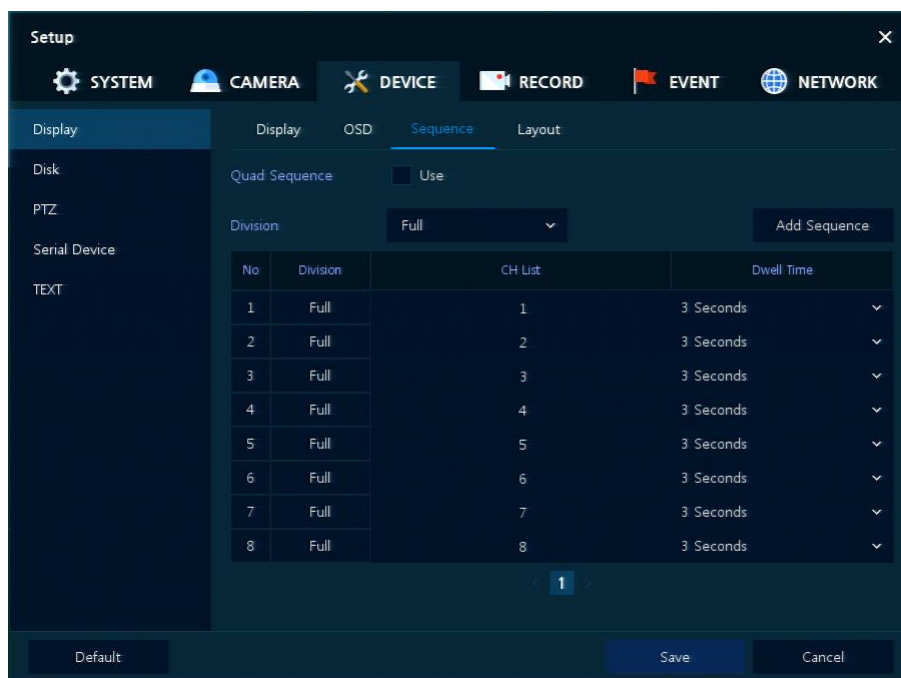 Setup
SYSTEM CAMERA DEVICE RECORD EVENT NETWORK
Display
Disk
PTZ
Serial Device
TEXT
Display OSD Sequence Layout
Quad Sequence Use
Division Full Add Sequence
No Division CH List Dwell Time
1 Full 1 3 Seconds
2 Full 2 3 Seconds
3 Full 3 3 Seconds
4 Full 4 3 Seconds
5 Full 5 3 Seconds
6 Full 6 3 Seconds
7 Full 7 3 Seconds
8 Full 8 3 Seconds
1
Default Save Cancel